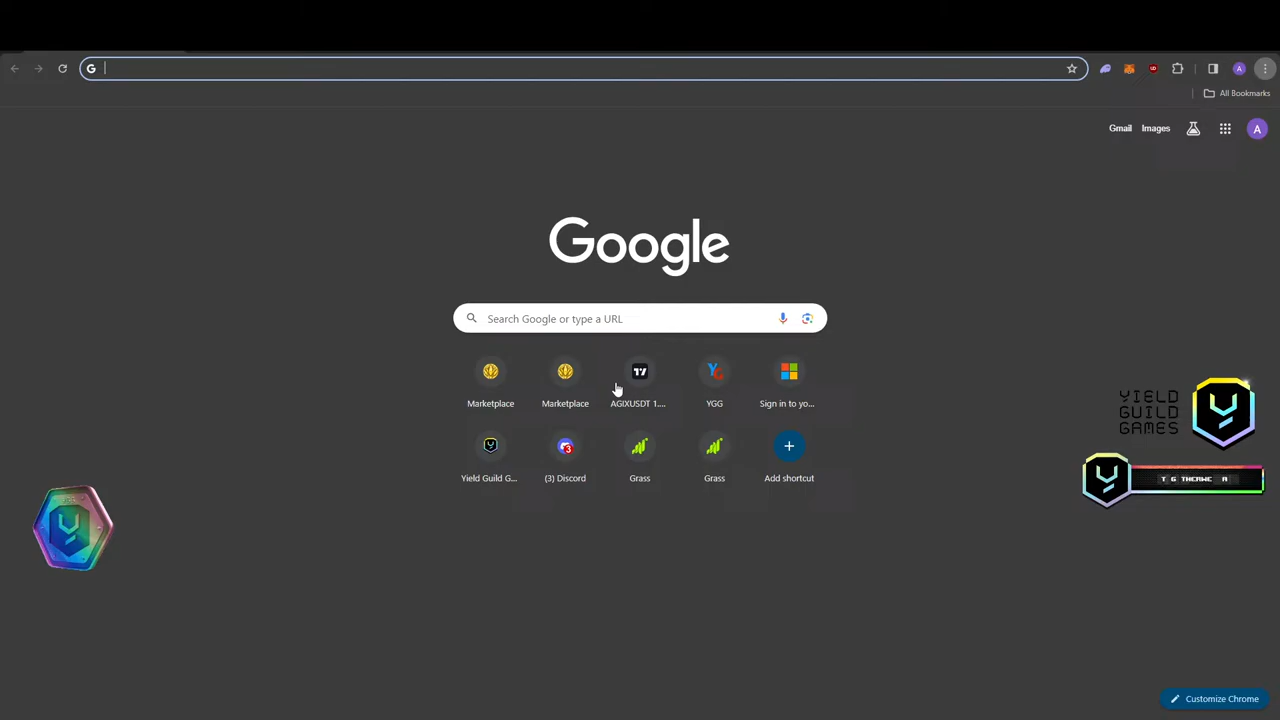 All Bookmarks
Gmail Images
A
Google
Search Google or type a URL
Marketplace
Marketplace
AGIXUSDT 1....
YGG
Sign in to yo...
Yield Guild G...
(3) Discord
Grass
Grass
Add shortcut
YIELD
GUILD
GAMES
Customize Chrome